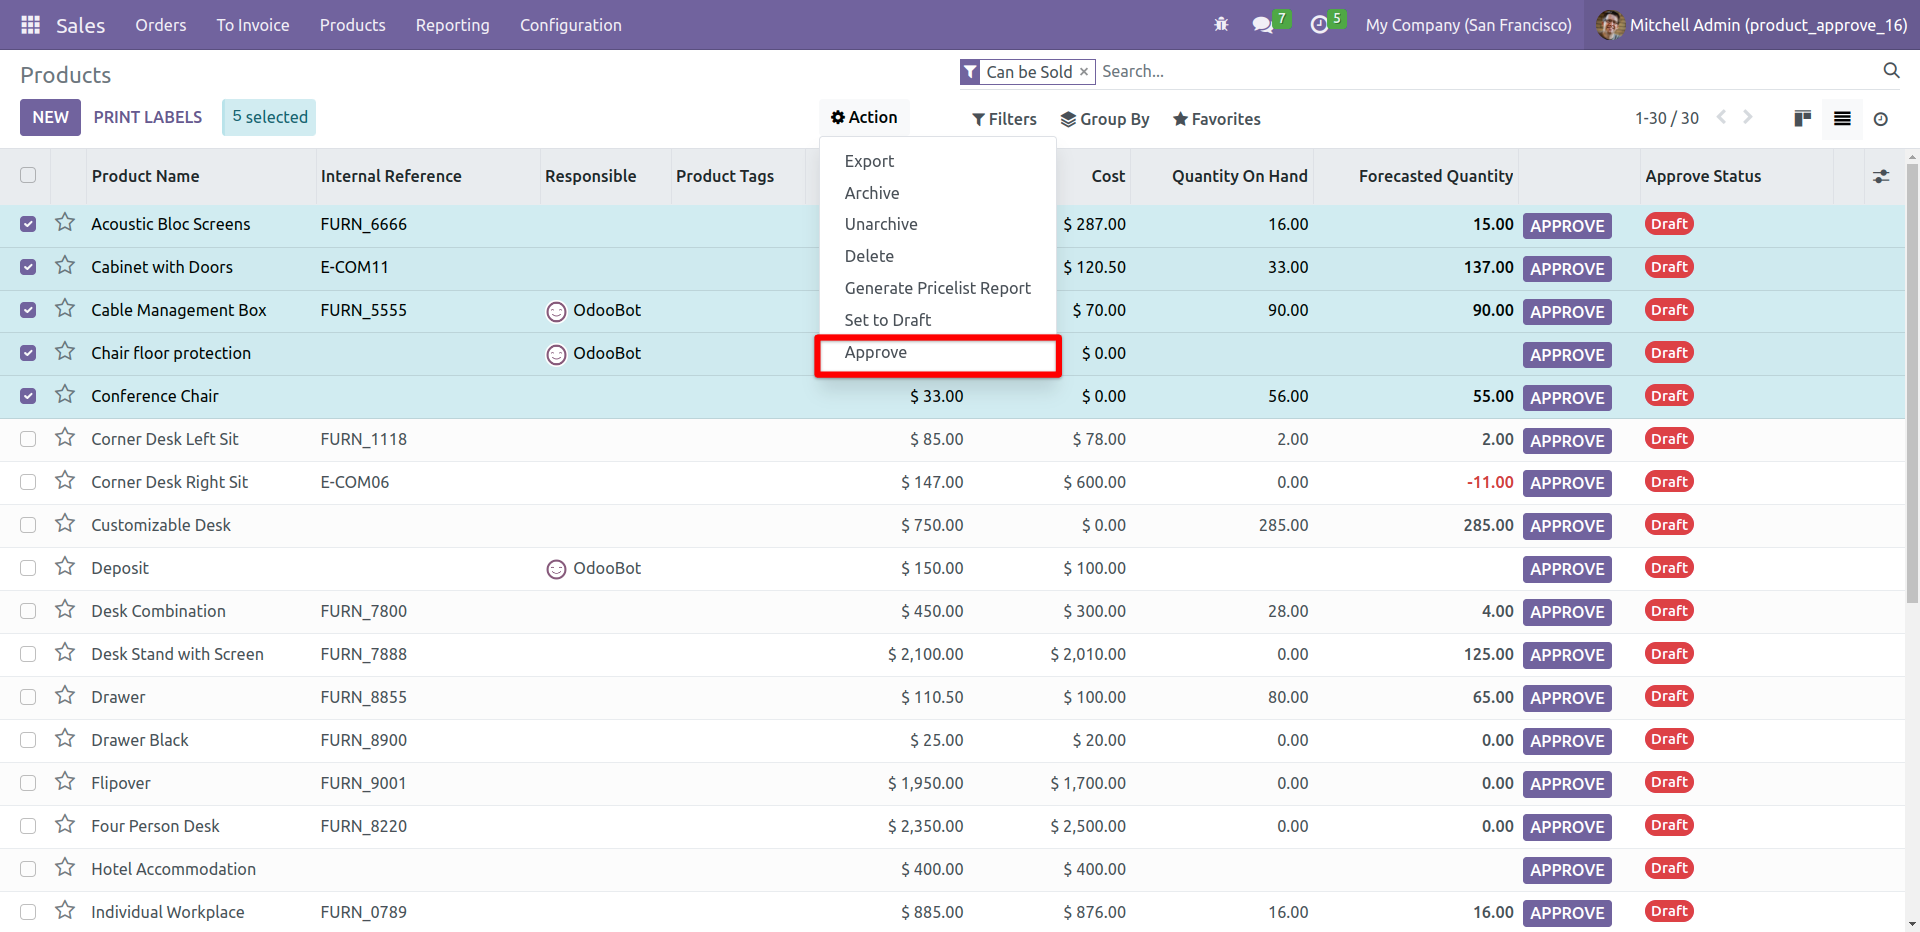 Sales Orders To Invoice Products Reporting Configuration 7 5 My Company (San Francisco) Mitchell Admin (product_approve_16)
Products Can be Sold × Search...
NEW PRINT LABELS 5 selected Action Filters Group By Favorites 1-30 / 30
Export
Archive
Unarchive
Delete
Generate Pricelist Report
Set to Draft
Approve
Product Name Internal Reference Responsible Product Tags Cost Quantity On Hand Forecasted Quantity Approve Status
Acoustic Bloc Screens FURN_6666 $ 287.00 16.00 15.00 APPROVE Draft
Cabinet with Doors E-COM11 $ 120.50 33.00 137.00 APPROVE Draft
Cable Management Box FURN_5555 OdooBot $ 70.00 90.00 90.00 APPROVE Draft
Chair floor protection OdooBot $ 0.00 APPROVE Draft
Conference Chair $ 33.00 $ 0.00 56.00 55.00 APPROVE Draft
Corner Desk Left Sit FURN_1118 $ 85.00 $ 78.00 2.00 2.00 APPROVE Draft
Corner Desk Right Sit E-COM06 $ 147.00 $ 600.00 0.00 -11.00 APPROVE Draft
Customizable Desk $ 750.00 $ 0.00 285.00 285.00 APPROVE Draft
Deposit OdooBot $ 150.00 $ 100.00 APPROVE Draft
Desk Combination FURN_7800 $ 450.00 $ 300.00 28.00 4.00 APPROVE Draft
Desk Stand with Screen FURN_7888 $ 2,100.00 $ 2,010.00 0.00 125.00 APPROVE Draft
Drawer FURN_8855 $ 110.50 $ 100.00 80.00 65.00 APPROVE Draft
Drawer Black FURN_8900 $ 25.00 $ 20.00 0.00 0.00 APPROVE Draft
Flipover FURN_9001 $ 1,950.00 $ 1,700.00 0.00 0.00 APPROVE Draft
Four Person Desk FURN_8220 $ 2,350.00 $ 2,500.00 0.00 0.00 APPROVE Draft
Hotel Accommodation $ 400.00 $ 400.00 APPROVE Draft
Individual Workplace FURN_0789 $ 885.00 $ 876.00 16.00 16.00 APPROVE Draft